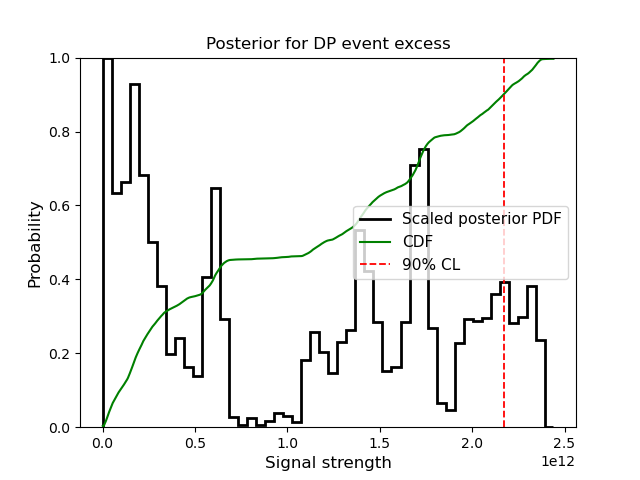 Posterior for DP event excess
Probability
1.0
0.8
0.6
0.4
0.2
0.0
Scaled posterior PDF
CDF
90% CL
0.0
0.5
1.0
1.5
2.0
2.5
1e12
Signal strength